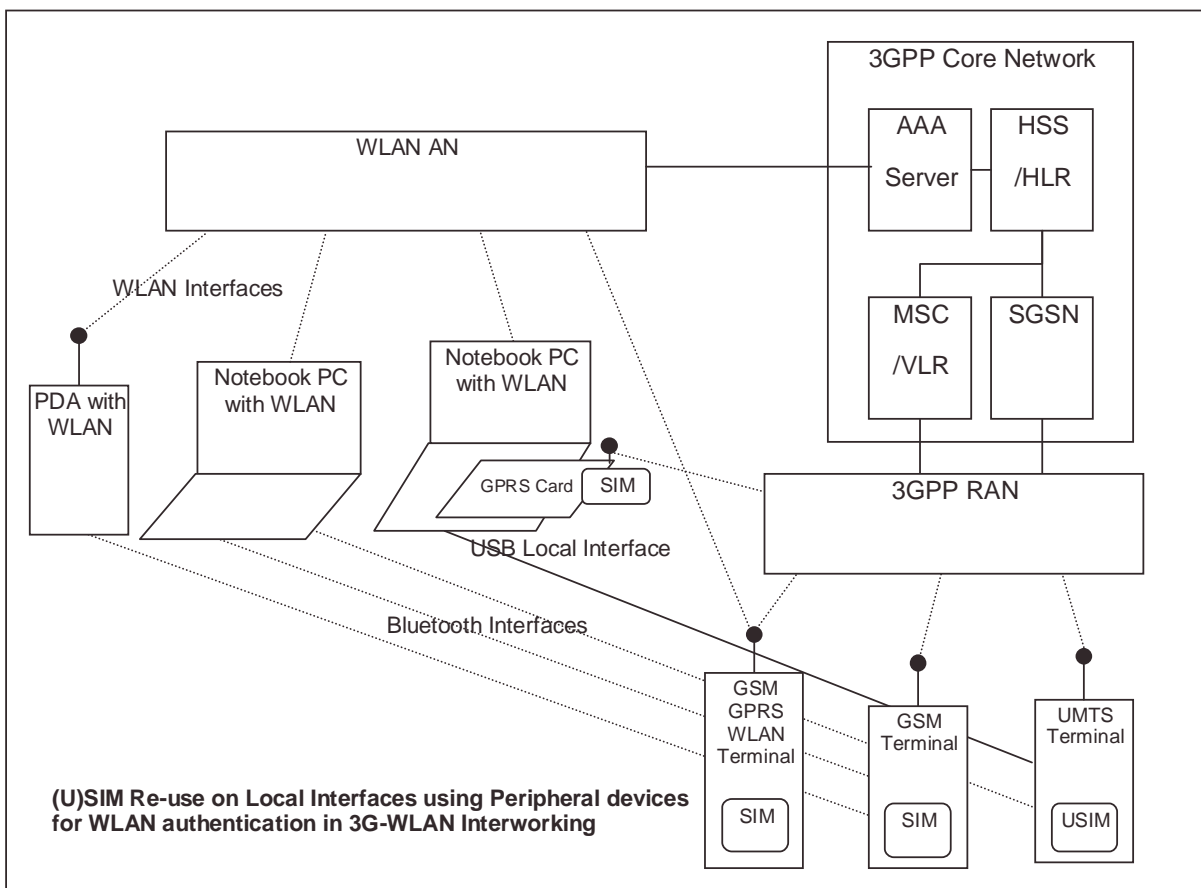 3GPP Core Network
AAA
Server
HSS
/HLR
WLAN AN
WLAN Interfaces
MSC
/VLR
SGSN
PDA with
WLAN
Notebook PC
with WLAN
Notebook PC
with WLAN
GPRS Card
SIM
3GPP RAN
USB Local Interface
Bluetooth Interfaces
GSM
GPRS
WLAN
Terminal
SIM
GSM
Terminal
SIM
UMTS
Terminal
USIM
(U)SIM Re-use on Local Interfaces using Peripheral devices
for WLAN authentication in 3G-WLAN Interworking